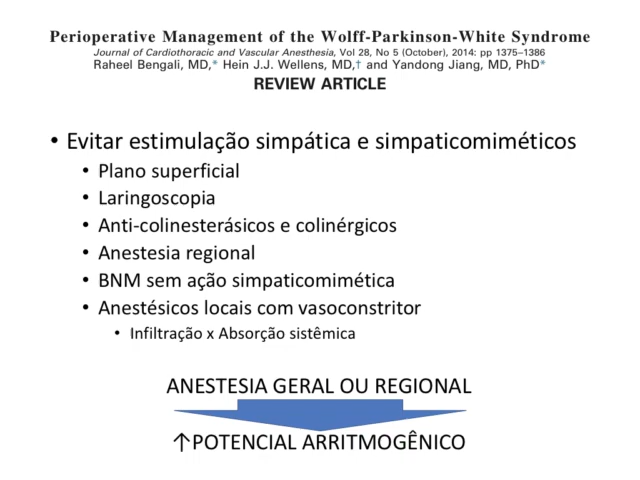 Perioperative Management of the Wolff-Parkinson-White Syndrome
Journal of Cardiothoracic and Vascular Anesthesia, Vol 28, No 5 (October), 2014: pp 1375–1386
Raheel Bengali, MD,* Hein J.J. Wellens, MD,† and Yandong Jiang, MD, PhD*
REVIEW ARTICLE
• Evitar estimulação simpática e simpaticomiméticos
• Plano superficial
• Laringoscopia
• Anti-colinesterásicos e colinérgicos
• Anestesia regional
• BNM sem ação simpaticomimética
• Anestésicos locais com vasoconstritor
• Infiltração x Absorção sistêmica
ANESTESIA GERAL OU REGIONAL
↑POTENCIAL ARRITMOGÊNICO